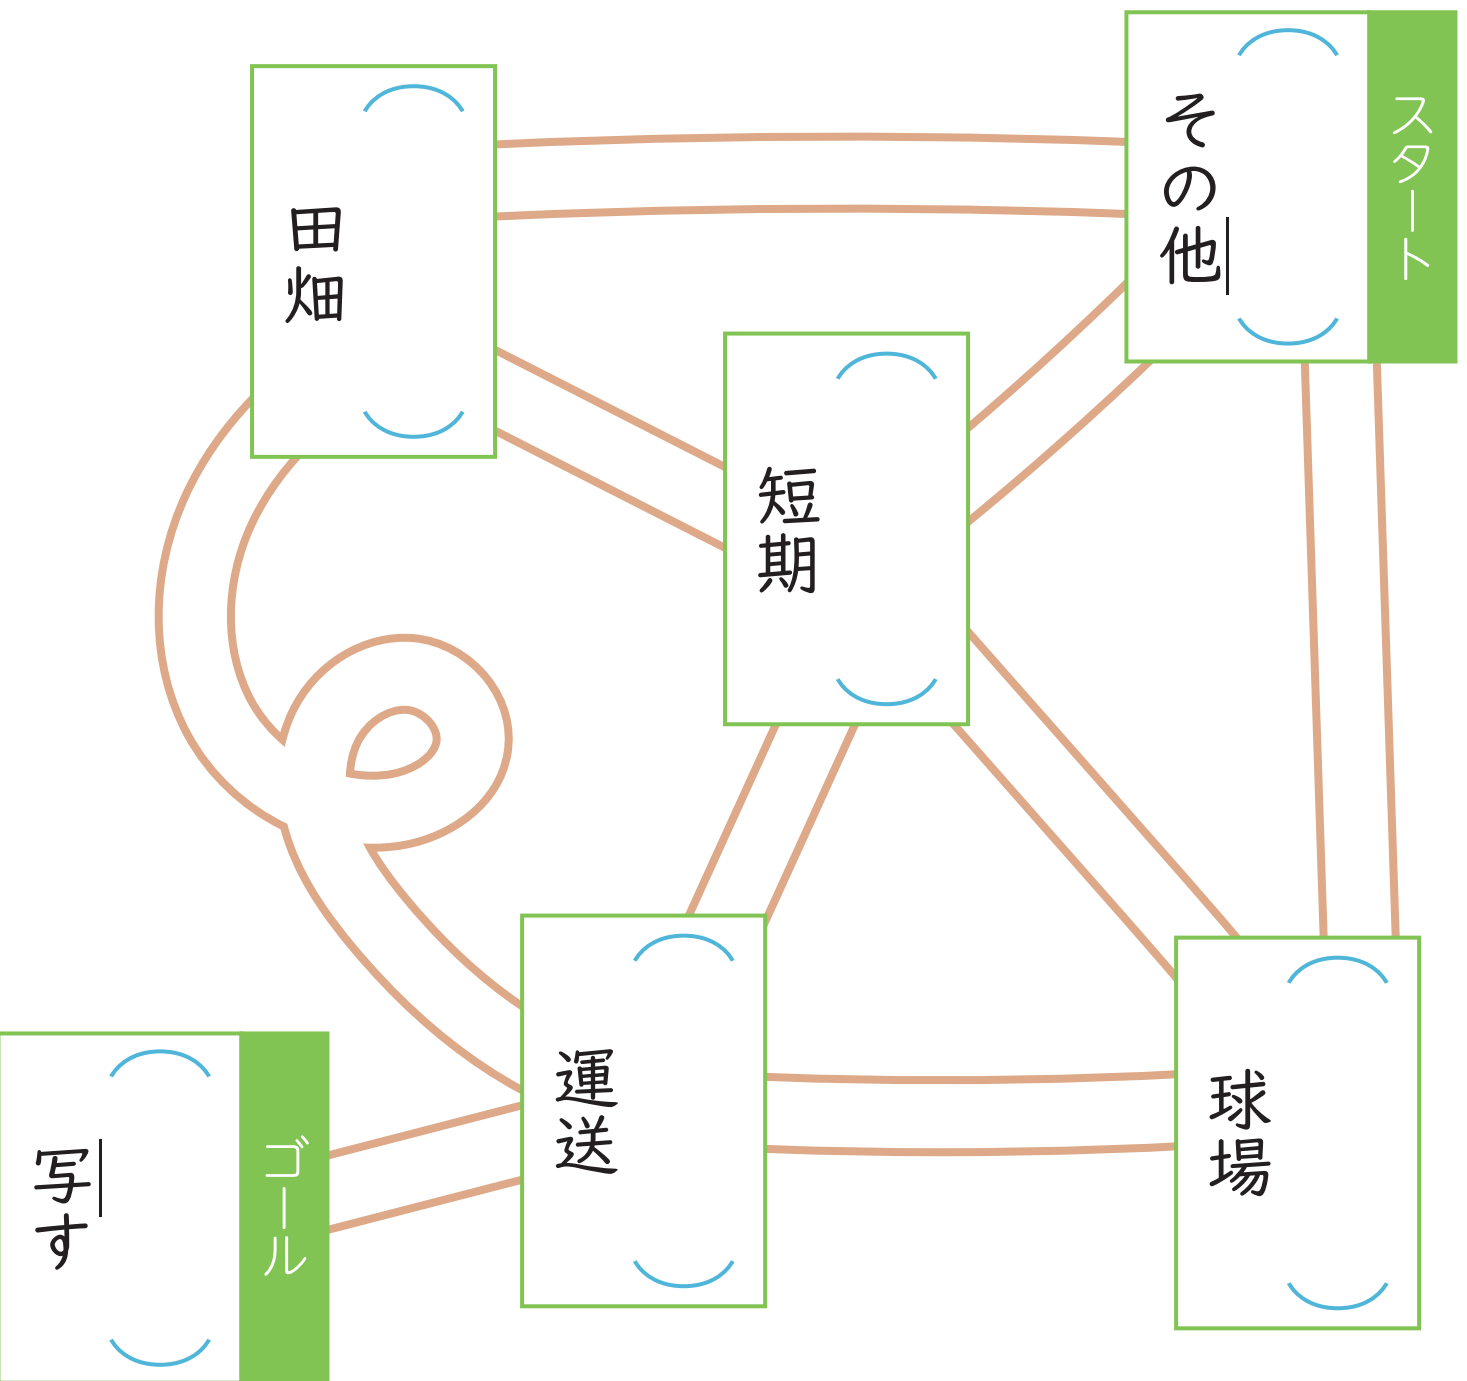 スタート
その他
田畑
短期
球場
運送
ゴール
写す